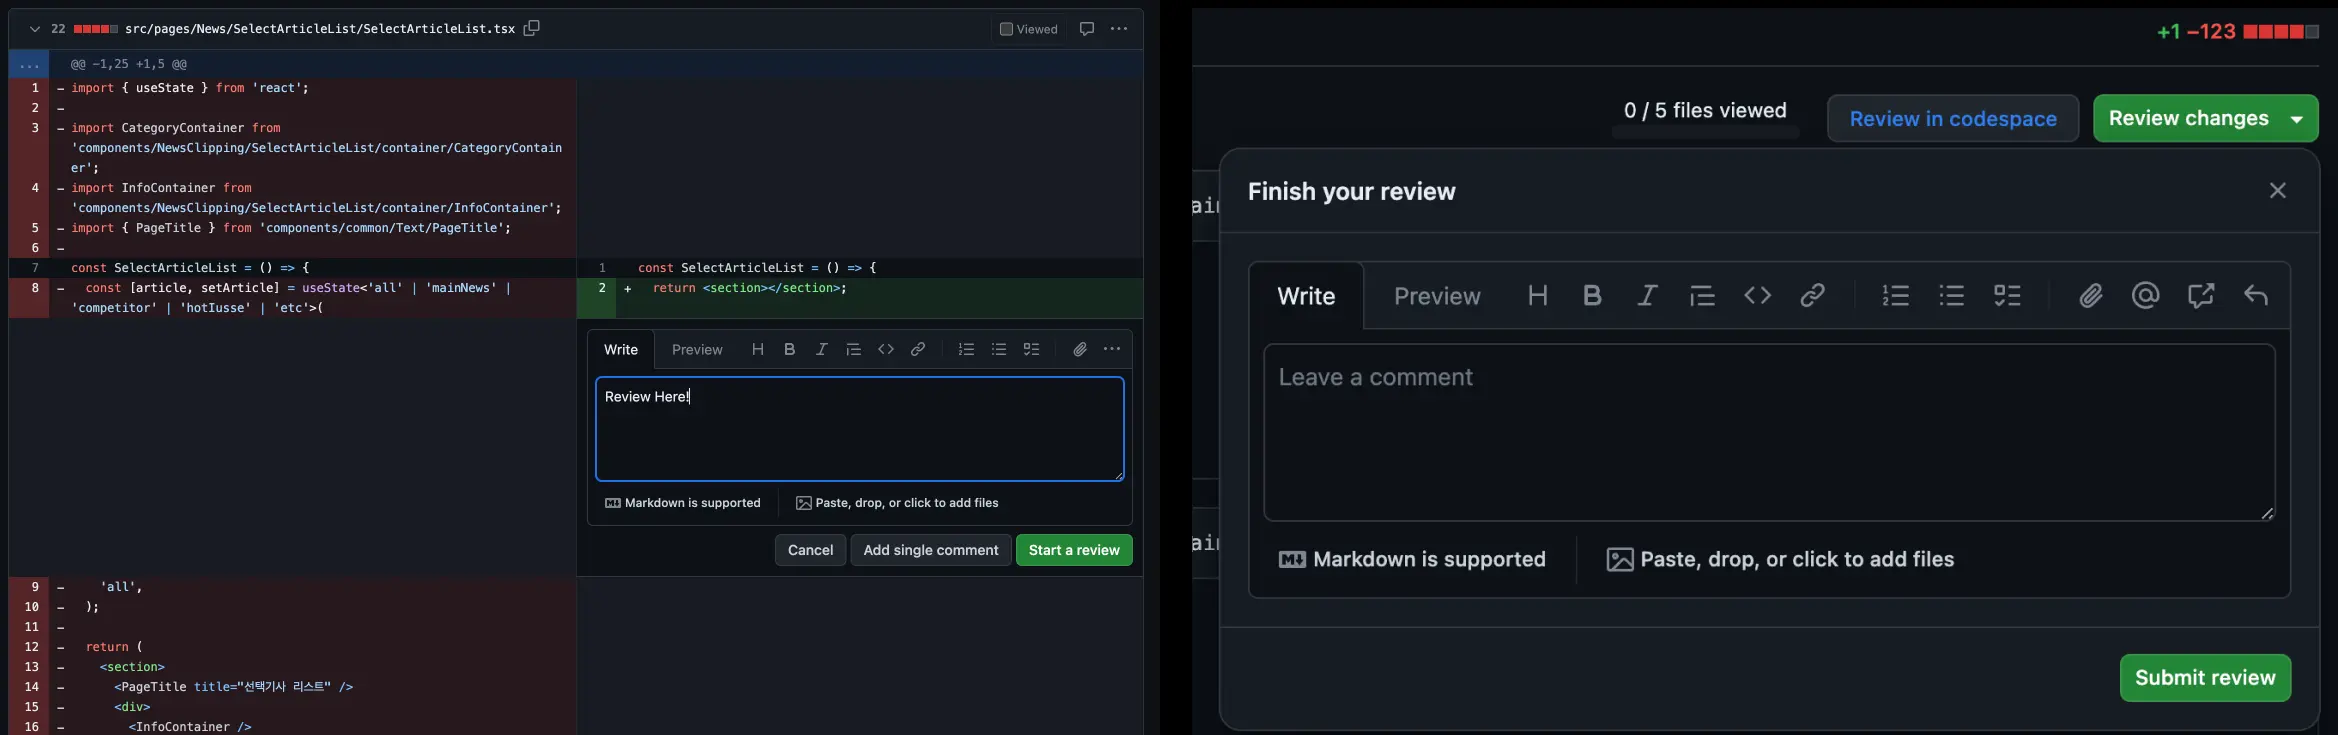 22 src/pages/News/SelectArticleList/SelectArticleList.tsx Viewed ...
... @@ -1,25 +1,5 @@
1 - import { useState } from 'react';
2 -
3 - import CategoryContainer from
'components/NewsClipping/SelectArticleList/container/CategoryContain
er';
4 - import InfoContainer from
'components/NewsClipping/SelectArticleList/container/InfoContainer';
5 - import { PageTitle } from 'components/common/Text/PageTitle';
6 -
7 const SelectArticleList = () => {
8 - const [article, setArticle] = useState<'all' | 'mainNews' |
'competitor' | 'hotIusse' | 'etc'>(
9 - 'all',
10 - );
11 -
12 - return (
13 - <section>
14 - <PageTitle title="선택기사 리스트" />
15 - <div>
16 - <InfoContainer />
1 const SelectArticleList = () => {
2 + return <section></section>;
Write Preview H B I
Review Here!
Markdown is supported Paste, drop, or click to add files
Cancel Add single comment Start a review
+1 −123
0 / 5 files viewed Review in codespace Review changes
ain
Finish your review
Write Preview H B I
Leave a comment
ain
Markdown is supported Paste, drop, or click to add files
Submit review